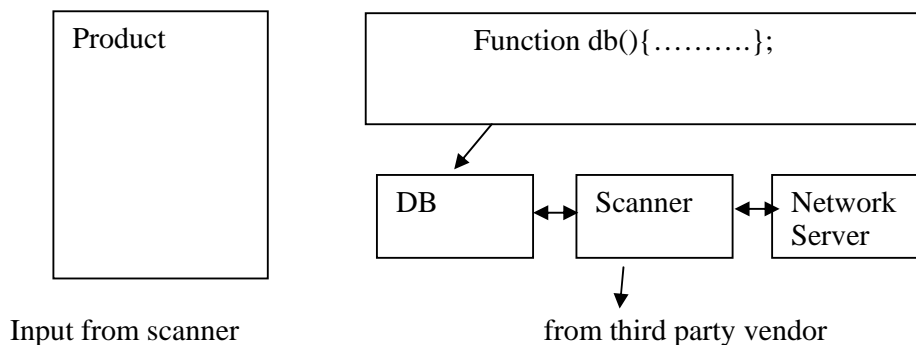 Product
Function db(){……….};
DB
Scanner
Network
Server
Input from scanner
from third party vendor